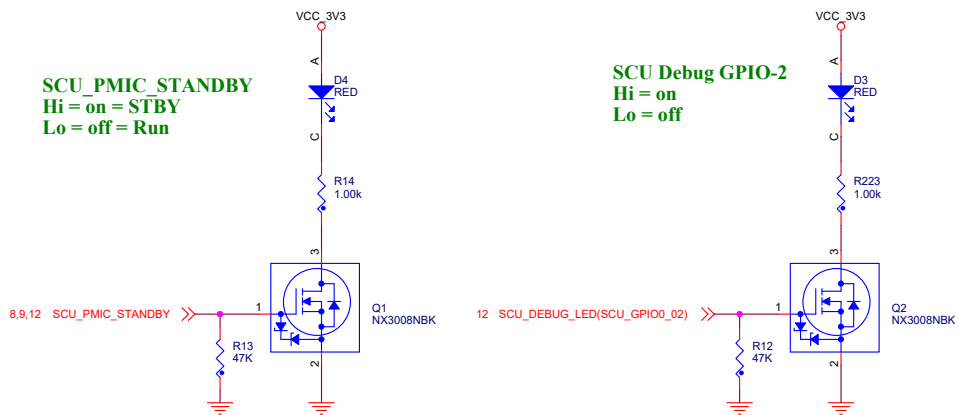 VCC_3V3
A
D4
RED
SCU_PMIC_STANDBY
Hi = on = STBY
Lo = off = Run
C
R14
1.00k
3
Q1
NX3008NBK
1
8,9,12 SCU_PMIC_STANDBY
R13
47K
2
VCC_3V3
A
D3
RED
SCU Debug GPIO-2
Hi = on
Lo = off
C
R223
1.00k
3
Q2
NX3008NBK
1
12 SCU_DEBUG_LED(SCU_GPIO0_02)
R12
47K
2